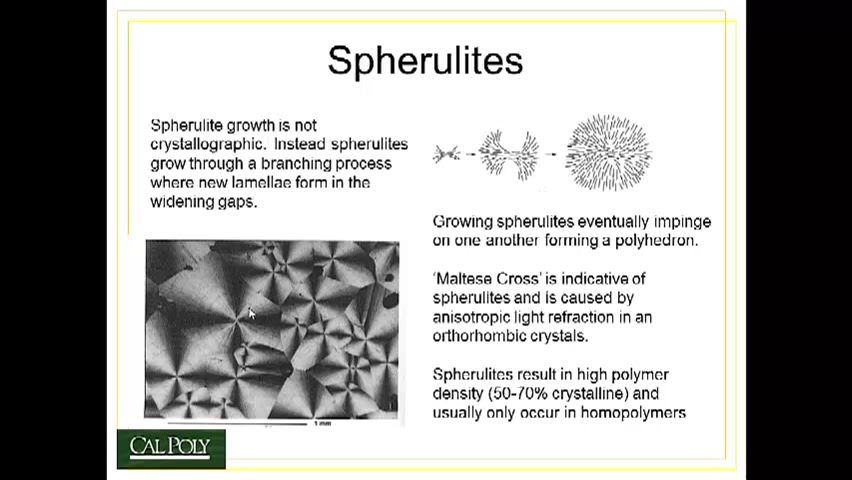 Spherulites
Spherulite growth is not
crystallographic. Instead spherulites
grow through a branching process
where new lamellae form in the
widening gaps.
Growing spherulites eventually impinge
on one another forming a polyhedron.
'Maltese Cross' is indicative of
spherulites and is caused by
anisotropic light refraction in an
orthorhombic crystals.
Spherulites result in high polymer
density (50-70% crystalline) and
usually only occur in homopolymers
1 mm
CAL POLY